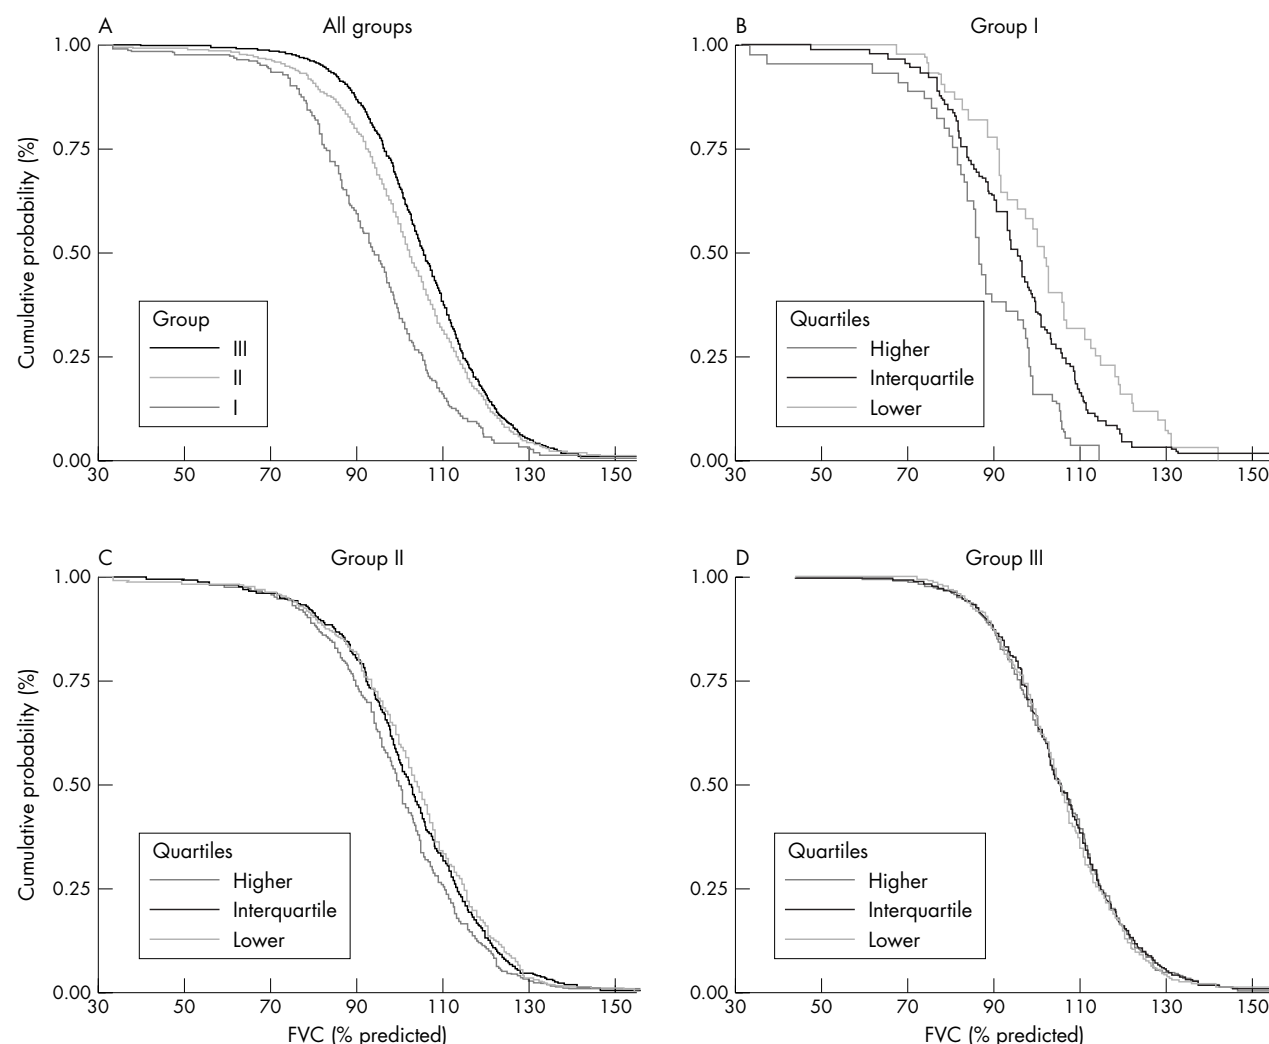 A
All groups
Cumulative probability (%)
1.00
0.75
0.50
0.25
0.00
Group
III
II
I
30 50 70 90 110 130 150
B
Group I
1.00
0.75
0.50
0.25
0.00
Quartiles
Higher
Interquartile
Lower
30 50 70 90 110 130 150
C
Group II
Cumulative probability (%)
1.00
0.75
0.50
0.25
0.00
Quartiles
Higher
Interquartile
Lower
30 50 70 90 110 130 150
FVC (% predicted)
D
Group III
1.00
0.75
0.50
0.25
0.00
Quartiles
Higher
Interquartile
Lower
30 50 70 90 110 130 150
FVC (% predicted)